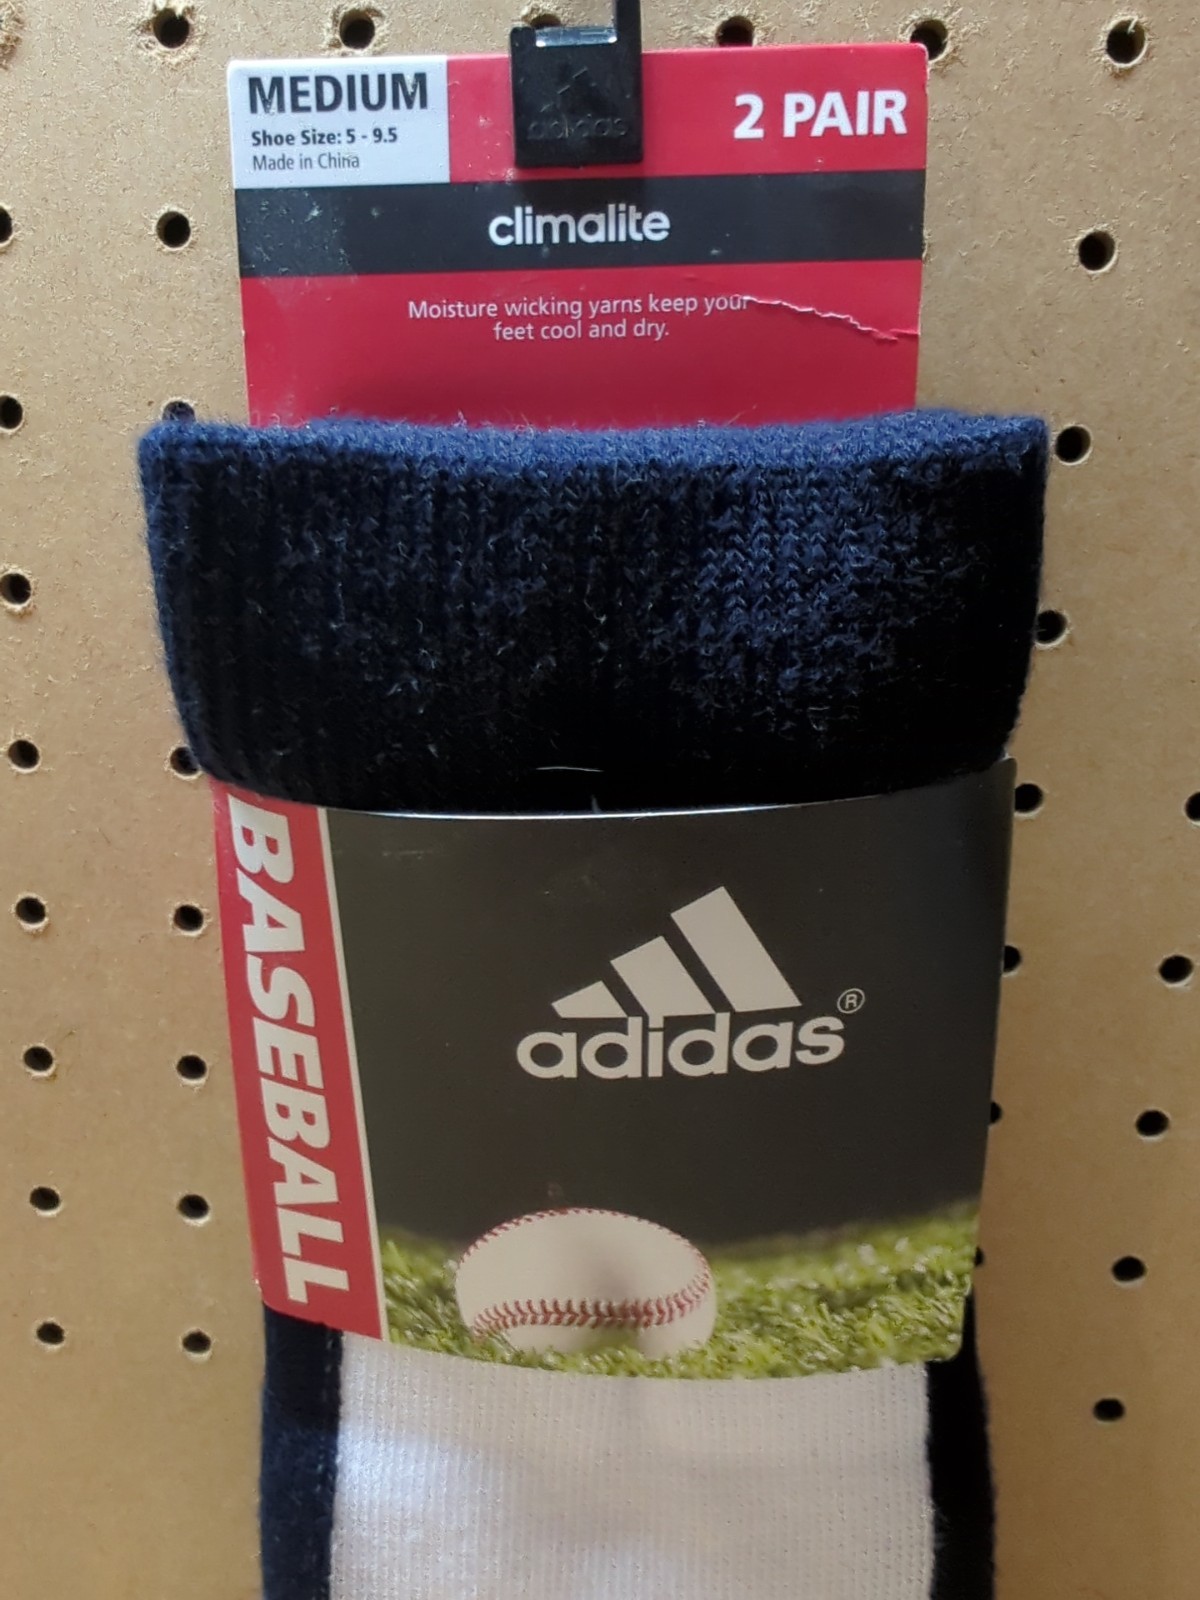 MEDIUM
Shoe Size: 5 - 9.5
Made in China
adidas
2 PAIR
climalite
Moisture wicking yarns keep your
feet cool and dry.
BASEBALL
adidas®